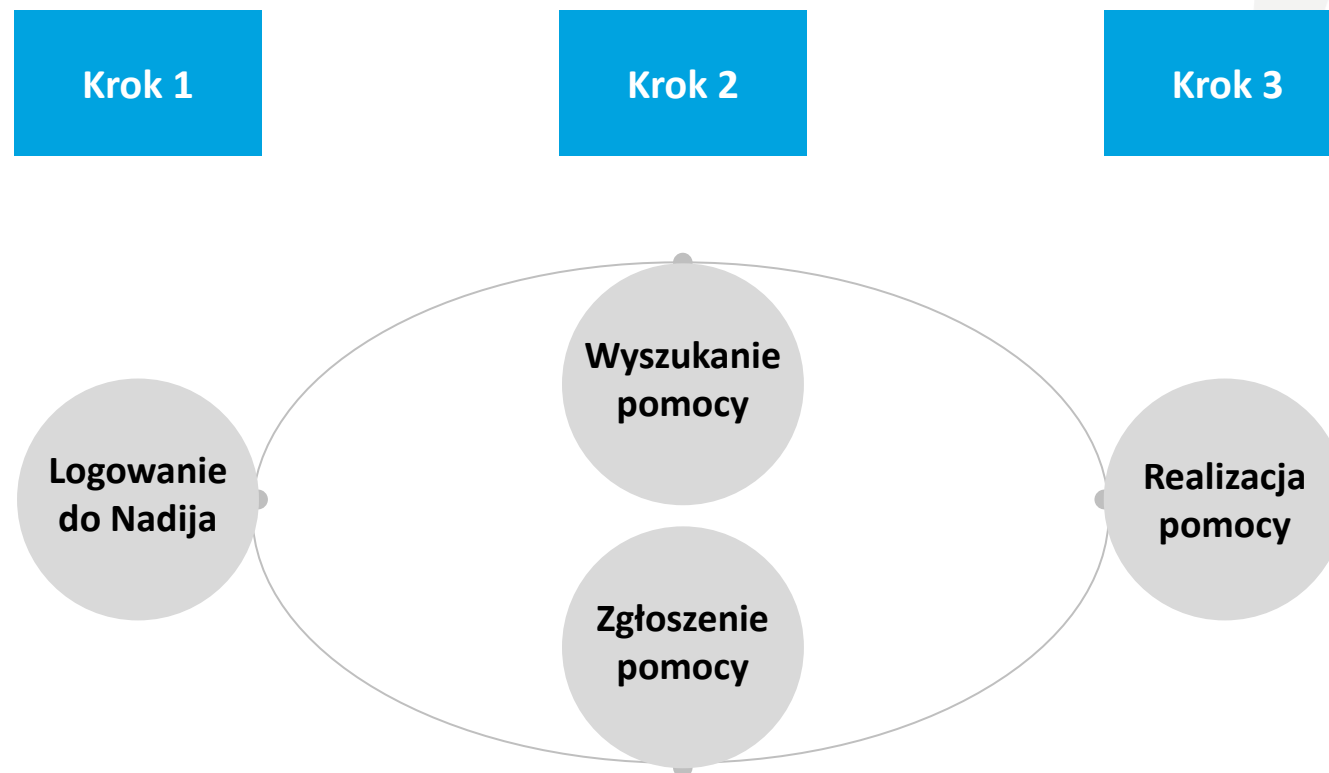 Krok 1
Krok 2
Krok 3
Wyszukanie
pomocy
Logowanie
do Nadija
Realizacja
pomocy
Zgłoszenie
pomocy